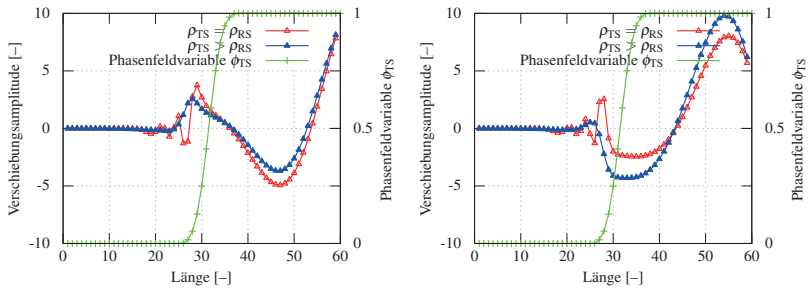 10
5
0
-5
-10
Verschiebungsamplitude [–]
0 10 20 30 40 50 60
Länge [–]
1
0.5
0
Phasenfeldvariable ϕTS
ρTS = ρRS
ρTS > ρRS
Phasenfeldvariable ϕTS
10
5
0
-5
-10
Verschiebungsamplitude [–]
0 10 20 30 40 50 60
Länge [–]
1
0.5
0
Phasenfeldvariable ϕTS
ρTS = ρRS
ρTS > ρRS
Phasenfeldvariable ϕTS